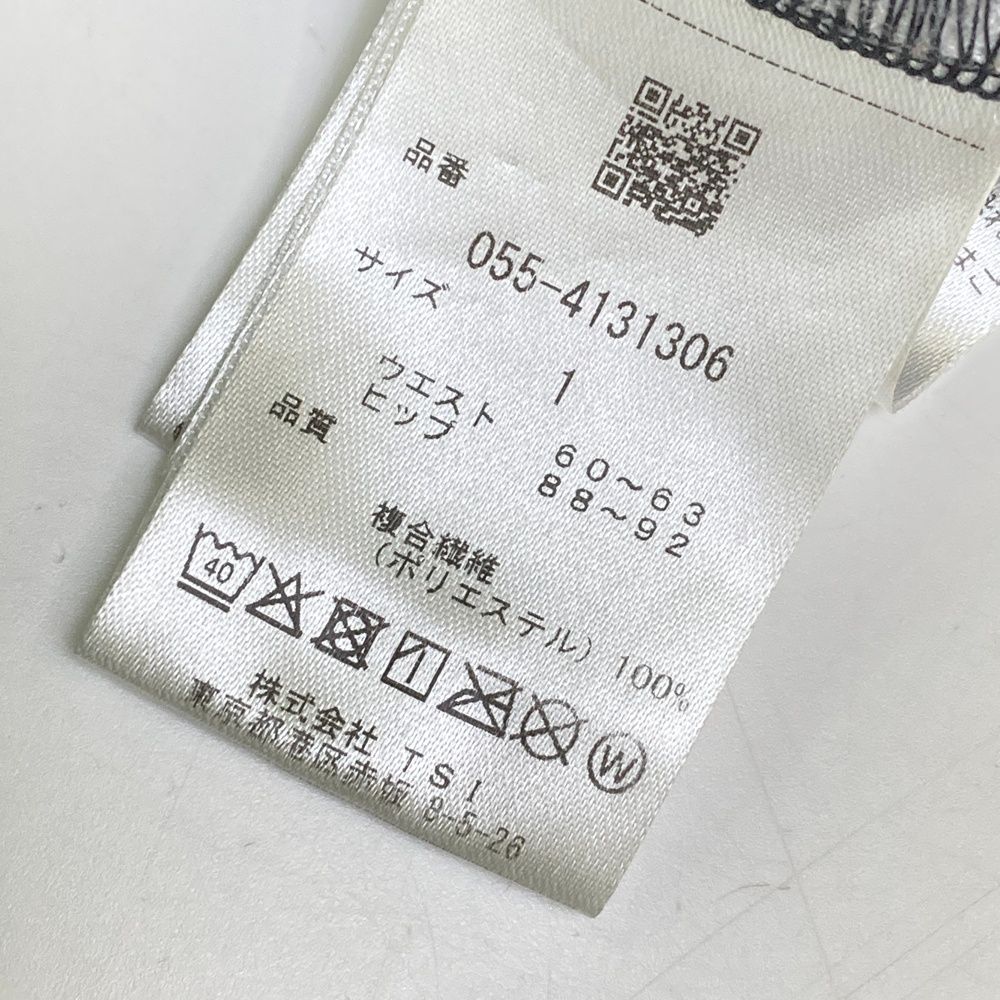 品番
055-4131306
サイズ
1
ウエスト 60～63
ヒップ 88～92
品質
複合繊維
(ポリエステル) 100%
40
W
株式会社 TSI
東京都港区赤坂 8-5-26